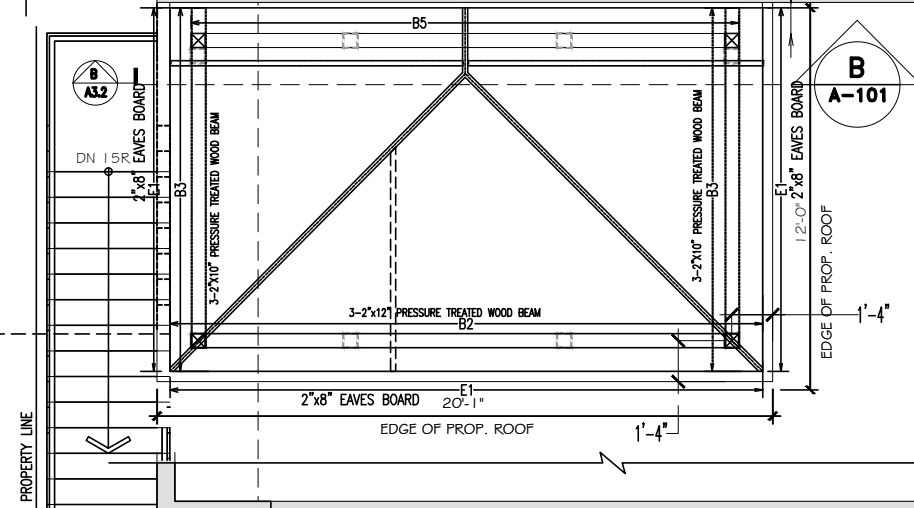 B5
B
A3.2
B
A-101
DN 15R
2"x8" EAVES BOARD
E1
B3
3-2"X10" PRESSURE TREATED WOOD BEAM
3-2"X10" PRESSURE TREATED WOOD BEAM
B3
E1
2"x8" EAVES BOARD
12'-0"
EDGE OF PROP. ROOF
3-2"x12" PRESSURE TREATED WOOD BEAM
B2
1'-4"
E1
2"x8" EAVES BOARD
20'-1"
EDGE OF PROP. ROOF
1'-4"
PROPERTY LINE